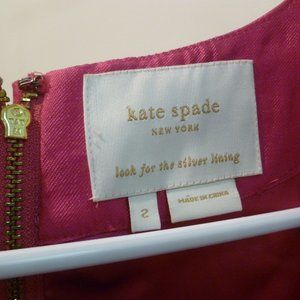 kate spade
NEW YORK
look for the silver lining
2
MADE IN CHINA